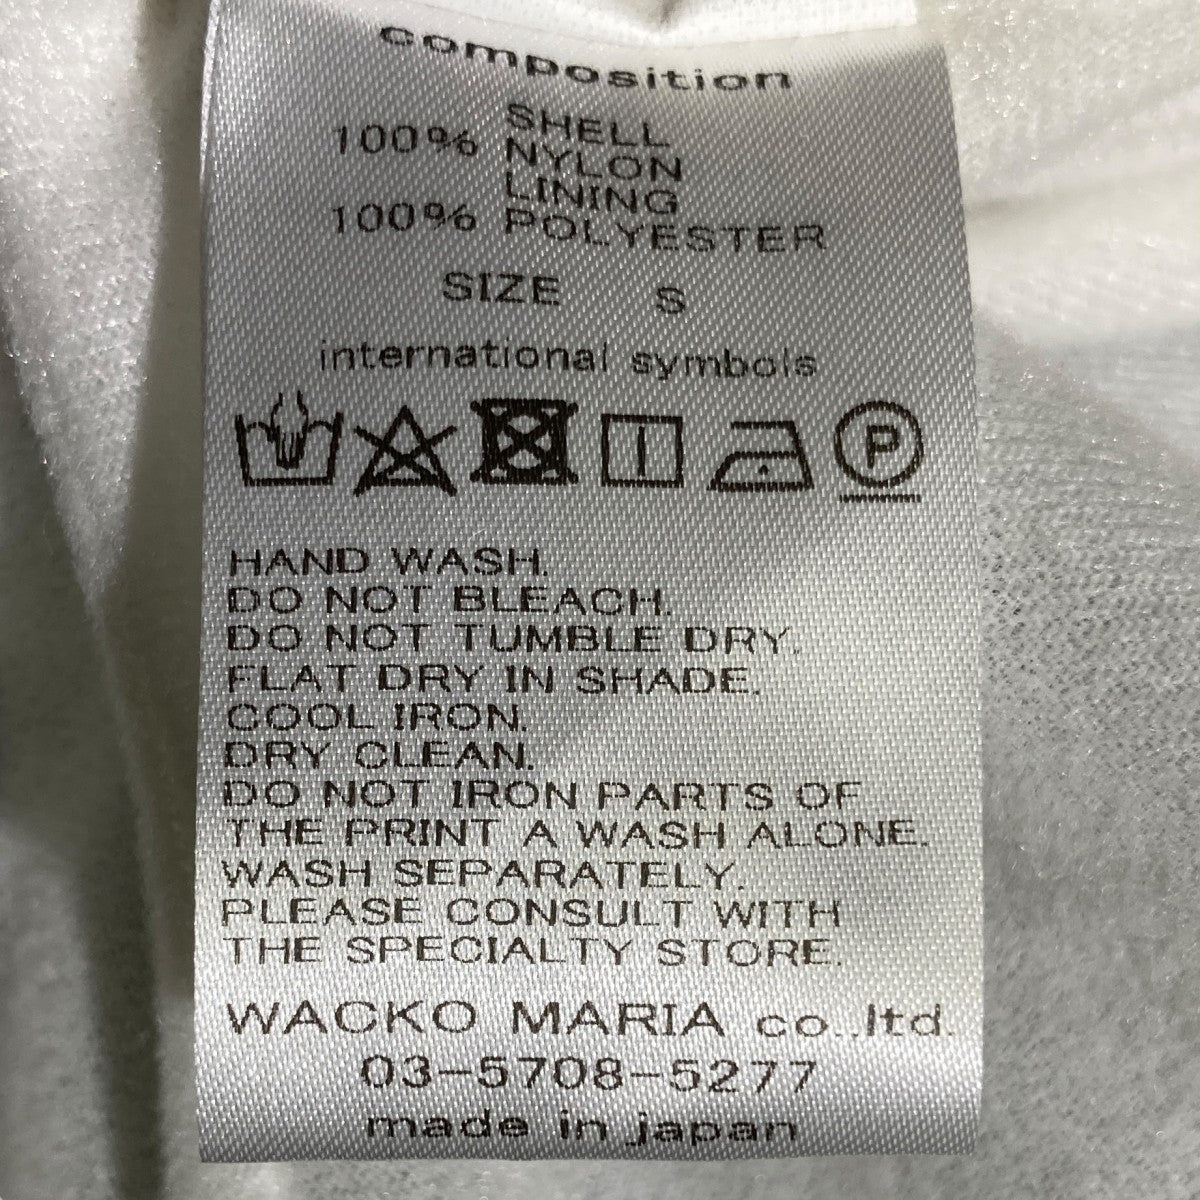 composition
SHELL
100% NYLON
LINING
100% POLYESTER
SIZE S
international symbols
P
HAND WASH.
DO NOT BLEACH.
DO NOT TUMBLE DRY.
FLAT DRY IN SHADE.
COOL IRON.
DRY CLEAN.
DO NOT IRON PARTS OF
THE PRINT A WASH ALONE.
WASH SEPARATELY.
PLEASE CONSULT WITH
THE SPECIALTY STORE.
WACKO MARIA co.,ltd.
03-5708-5277
made in japan